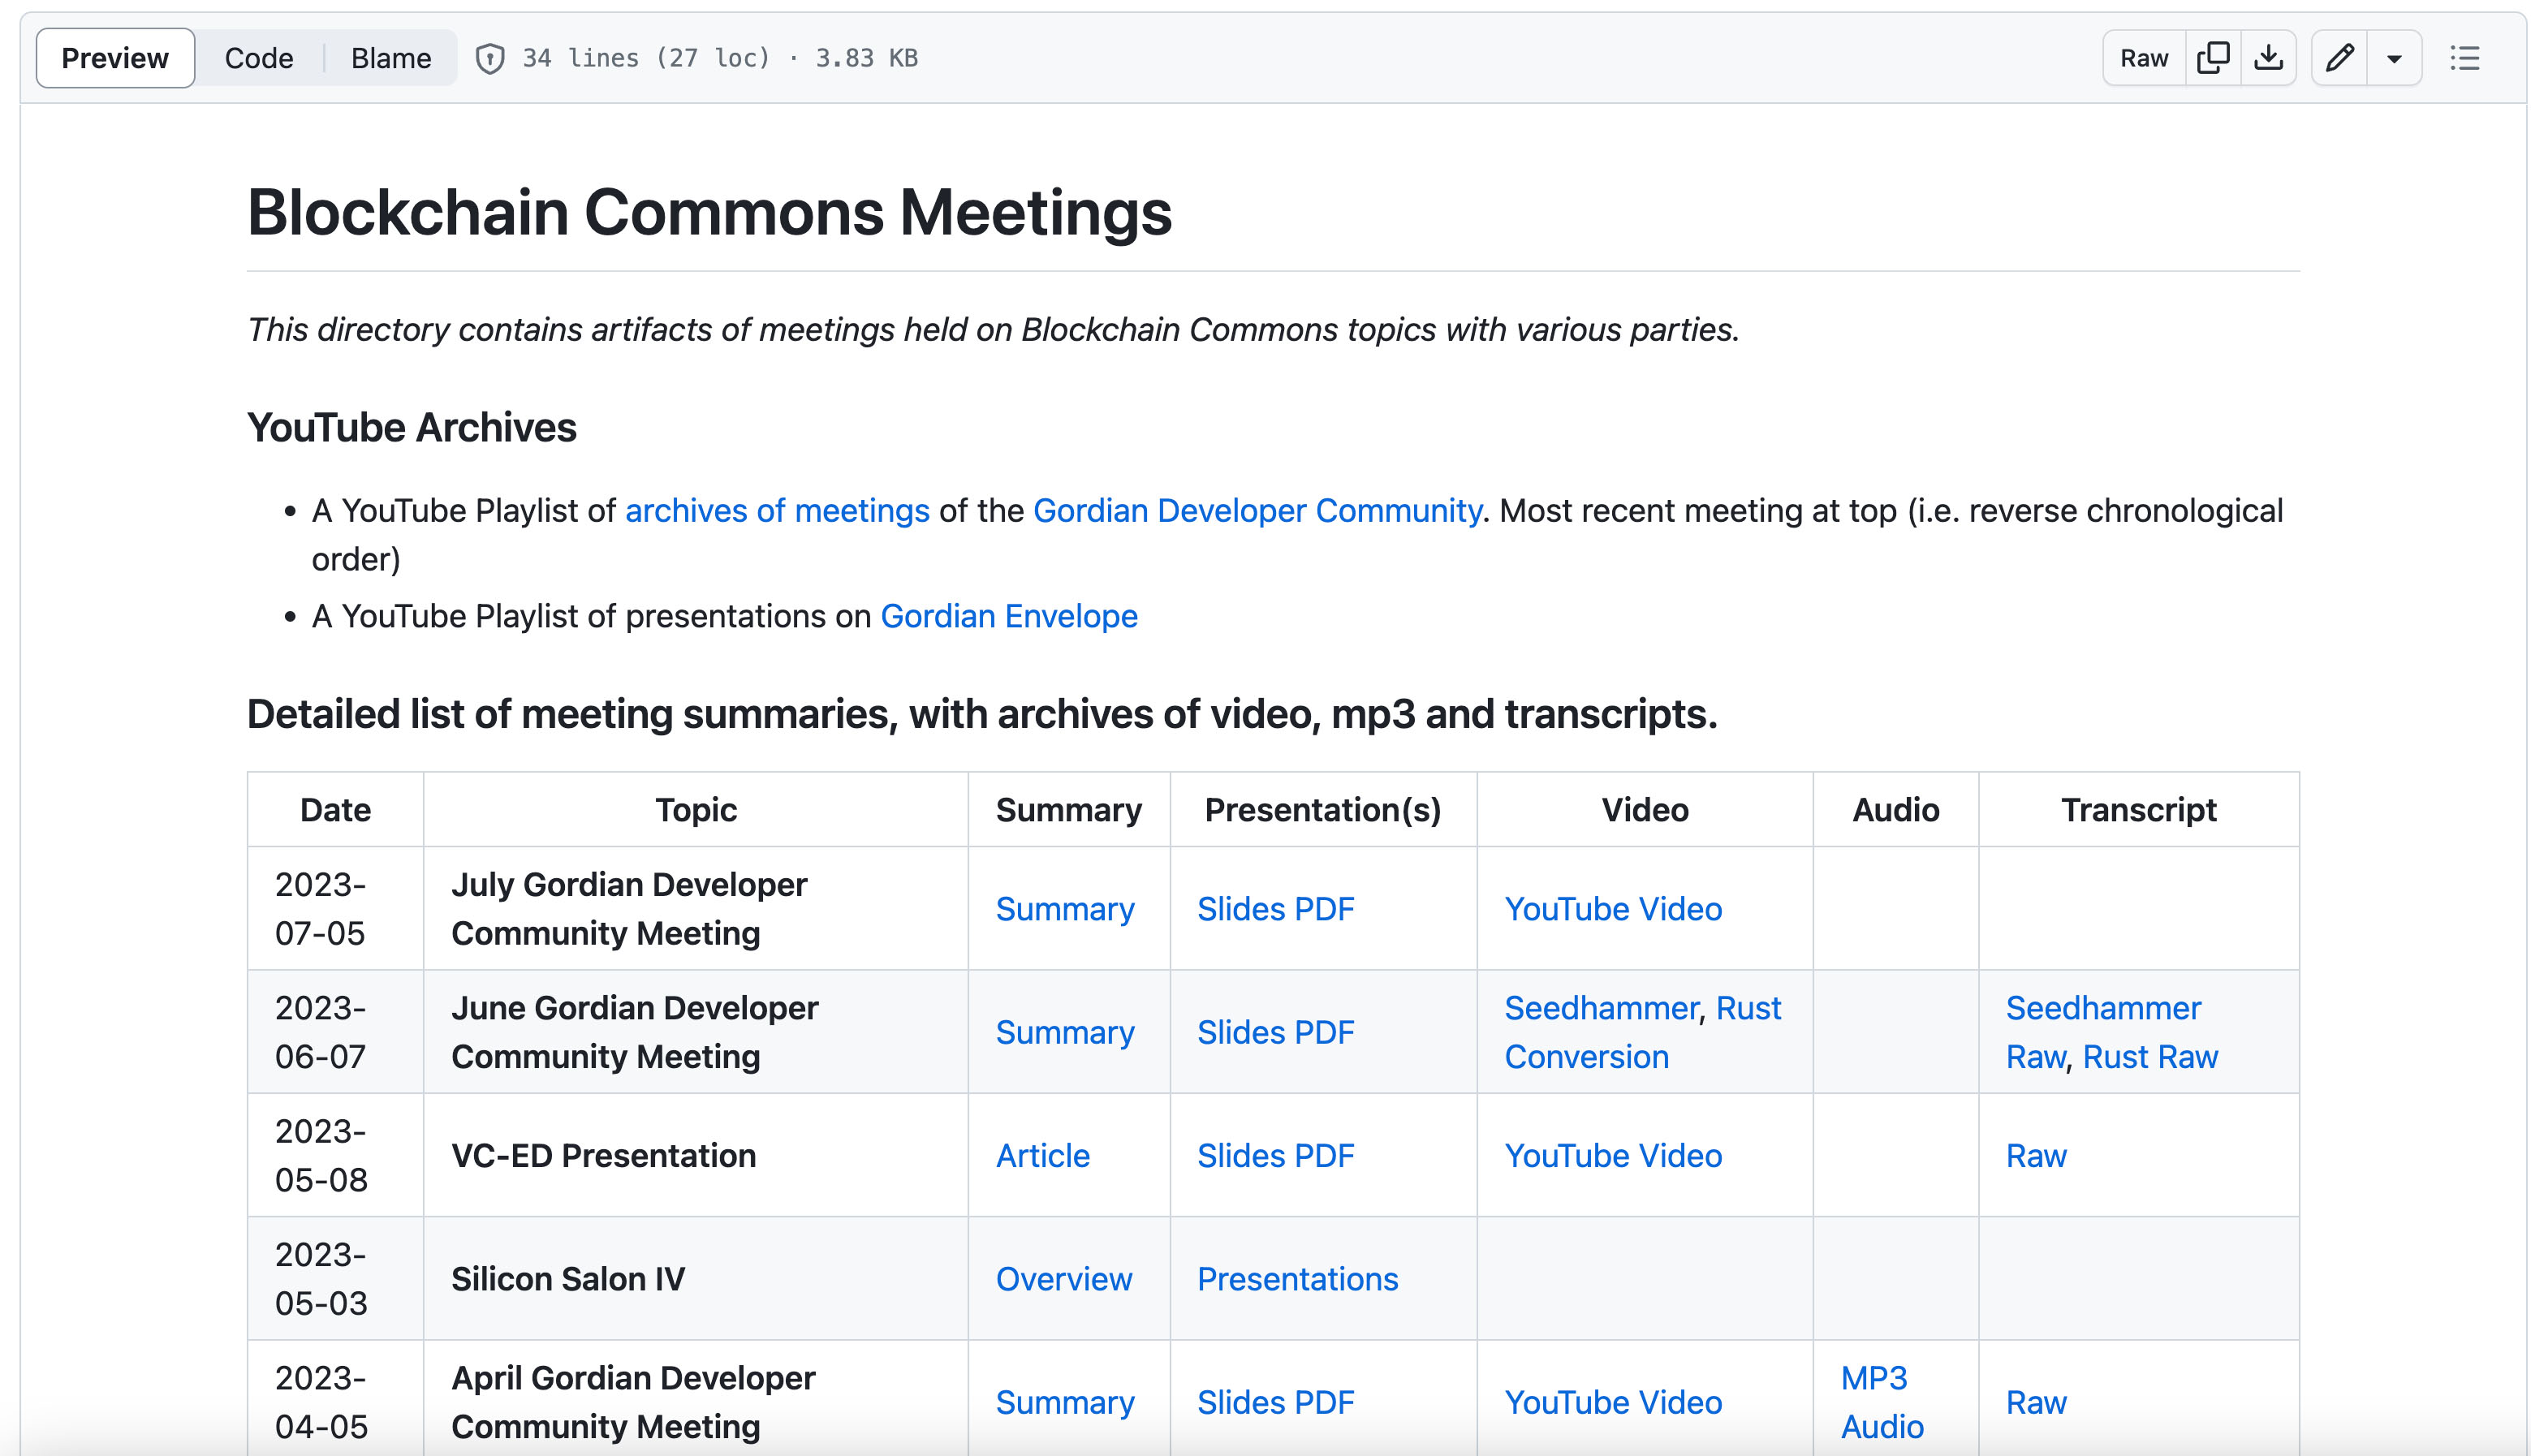 Preview Code Blame 34 lines (27 loc) · 3.83 KB Raw
Blockchain Commons Meetings
This directory contains artifacts of meetings held on Blockchain Commons topics with various parties.
YouTube Archives
• A YouTube Playlist of archives of meetings of the Gordian Developer Community. Most recent meeting at top (i.e. reverse chronological
order)
• A YouTube Playlist of presentations on Gordian Envelope
Detailed list of meeting summaries, with archives of video, mp3 and transcripts.
Date Topic Summary Presentation(s) Video Audio Transcript
2023-
07-05
July Gordian Developer
Community Meeting
Summary
Slides PDF
YouTube Video
2023-
06-07
June Gordian Developer
Community Meeting
Summary
Slides PDF
Seedhammer, Rust
Conversion
Seedhammer
Raw, Rust Raw
2023-
05-08
VC-ED Presentation
Article
Slides PDF
YouTube Video
Raw
2023-
05-03
Silicon Salon IV
Overview
Presentations
2023-
04-05
April Gordian Developer
Community Meeting
Summary
Slides PDF
YouTube Video
MP3
Audio
Raw